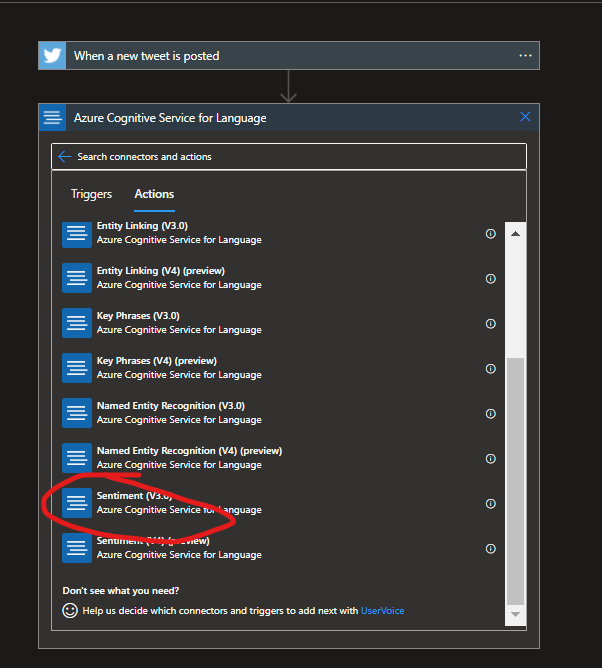 When a new tweet is posted
Azure Cognitive Service for Language
Search connectors and actions
Triggers Actions
Entity Linking (V3.0)
Azure Cognitive Service for Language
Entity Linking (V4) (preview)
Azure Cognitive Service for Language
Key Phrases (V3.0)
Azure Cognitive Service for Language
Key Phrases (V4) (preview)
Azure Cognitive Service for Language
Named Entity Recognition (V3.0)
Azure Cognitive Service for Language
Named Entity Recognition (V4) (preview)
Azure Cognitive Service for Language
Sentiment (V3.0)
Azure Cognitive Service for Language
Sentiment (V4) (preview)
Azure Cognitive Service for Language
Don't see what you need?
Help us decide which connectors and triggers to add next with UserVoice